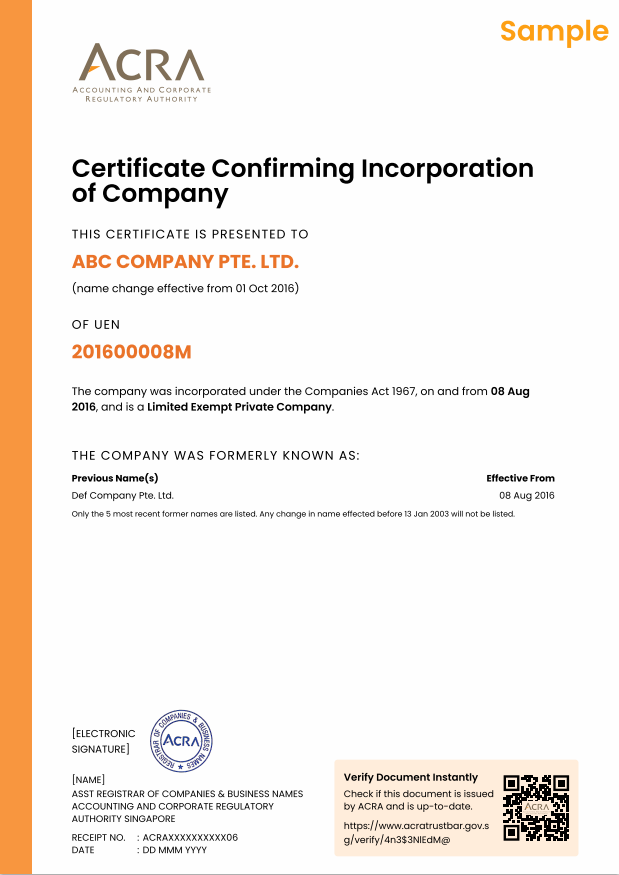 Sample
ACRA
ACCOUNTING AND CORPORATE
REGULATORY AUTHORITY
Certificate Confirming Incorporation
of Company
THIS CERTIFICATE IS PRESENTED TO
ABC COMPANY PTE. LTD.
(name change effective from 01 Oct 2016)
OF UEN
201600008M
The company was incorporated under the Companies Act 1967, on and from 08 Aug
2016, and is a Limited Exempt Private Company.
THE COMPANY WAS FORMERLY KNOWN AS:
Previous Name(s) Effective From
Def Company Pte. Ltd. 08 Aug 2016
Only the 5 most recent former names are listed. Any change in name effected before 13 Jan 2003 will not be listed.
[ELECTRONIC
SIGNATURE]
REGISTRAR OF COMPANIES & BUSINESS NAMES
ACRA
[NAME]
ASST REGISTRAR OF COMPANIES & BUSINESS NAMES
ACCOUNTING AND CORPORATE REGULATORY
AUTHORITY SINGAPORE
RECEIPT NO. : ACRAXXXXXXXXXX06
DATE : DD MMM YYYY
Verify Document Instantly
Check if this document is issued
by ACRA and is up-to-date.
https://www.acratrustbar.gov.s
g/verify/4n3$3NlEdM@
ACRA